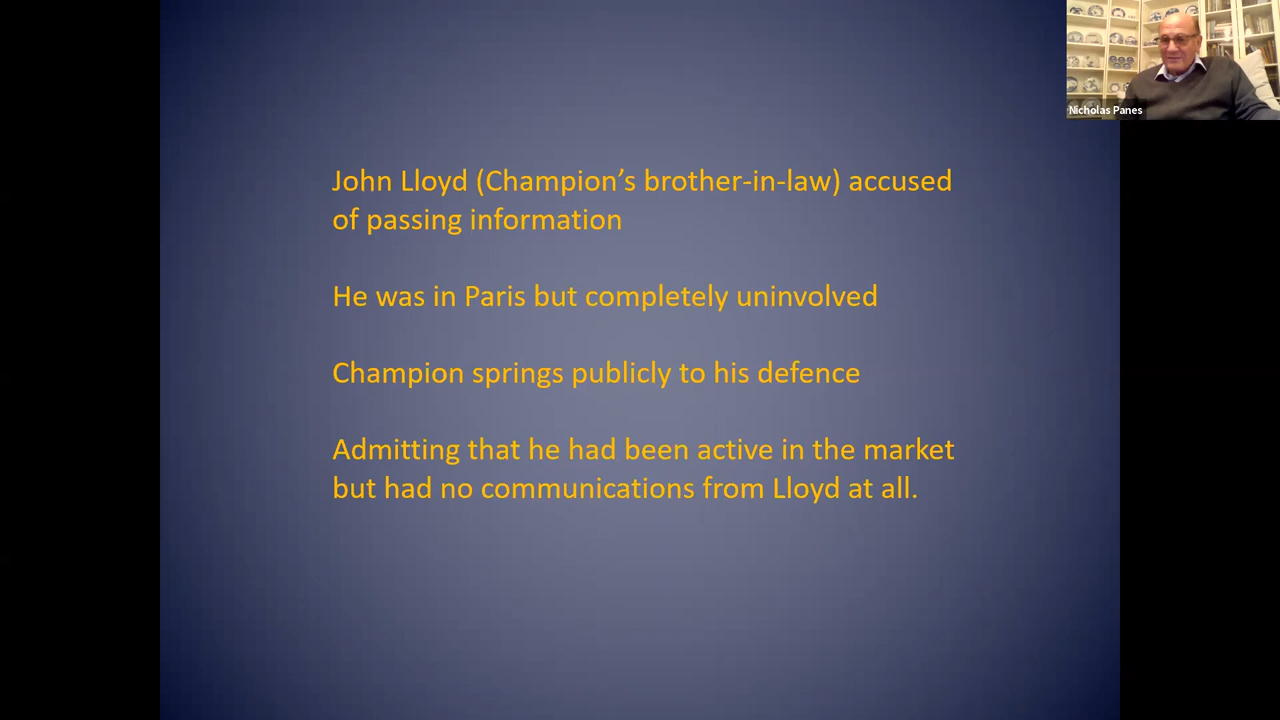 Nicholas Panes
John Lloyd (Champion’s brother-in-law) accused
of passing information
He was in Paris but completely uninvolved
Champion springs publicly to his defence
Admitting that he had been active in the market
but had no communications from Lloyd at all.